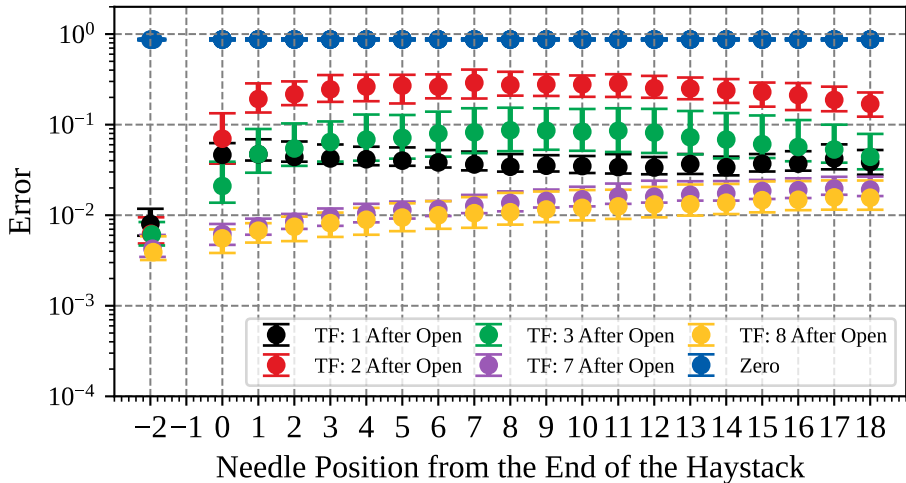 10⁰
10⁻¹
10⁻²
10⁻³
10⁻⁴
Error
TF: 1 After Open
TF: 2 After Open
TF: 3 After Open
TF: 7 After Open
TF: 8 After Open
Zero
−2 −1 0 1 2 3 4 5 6 7 8 9 10 11 12 13 14 15 16 17 18
Needle Position from the End of the Haystack